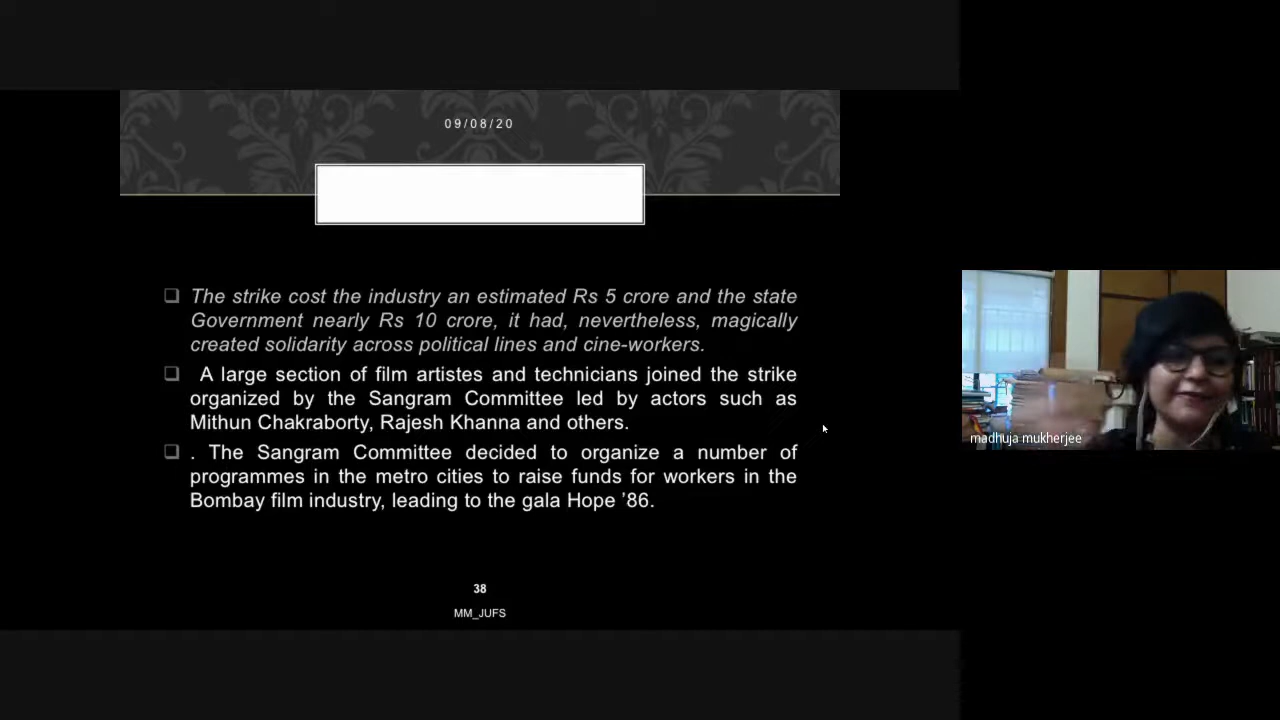 09/08/20
The strike cost the industry an estimated Rs 5 crore and the state
Government nearly Rs 10 crore, it had, nevertheless, magically
created solidarity across political lines and cine-workers.
A large section of film artistes and technicians joined the strike
organized by the Sangram Committee led by actors such as
Mithun Chakraborty, Rajesh Khanna and others.
. The Sangram Committee decided to organize a number of
programmes in the metro cities to raise funds for workers in the
Bombay film industry, leading to the gala Hope ’86.
38
MM_JUFS
madhuja mukherjee